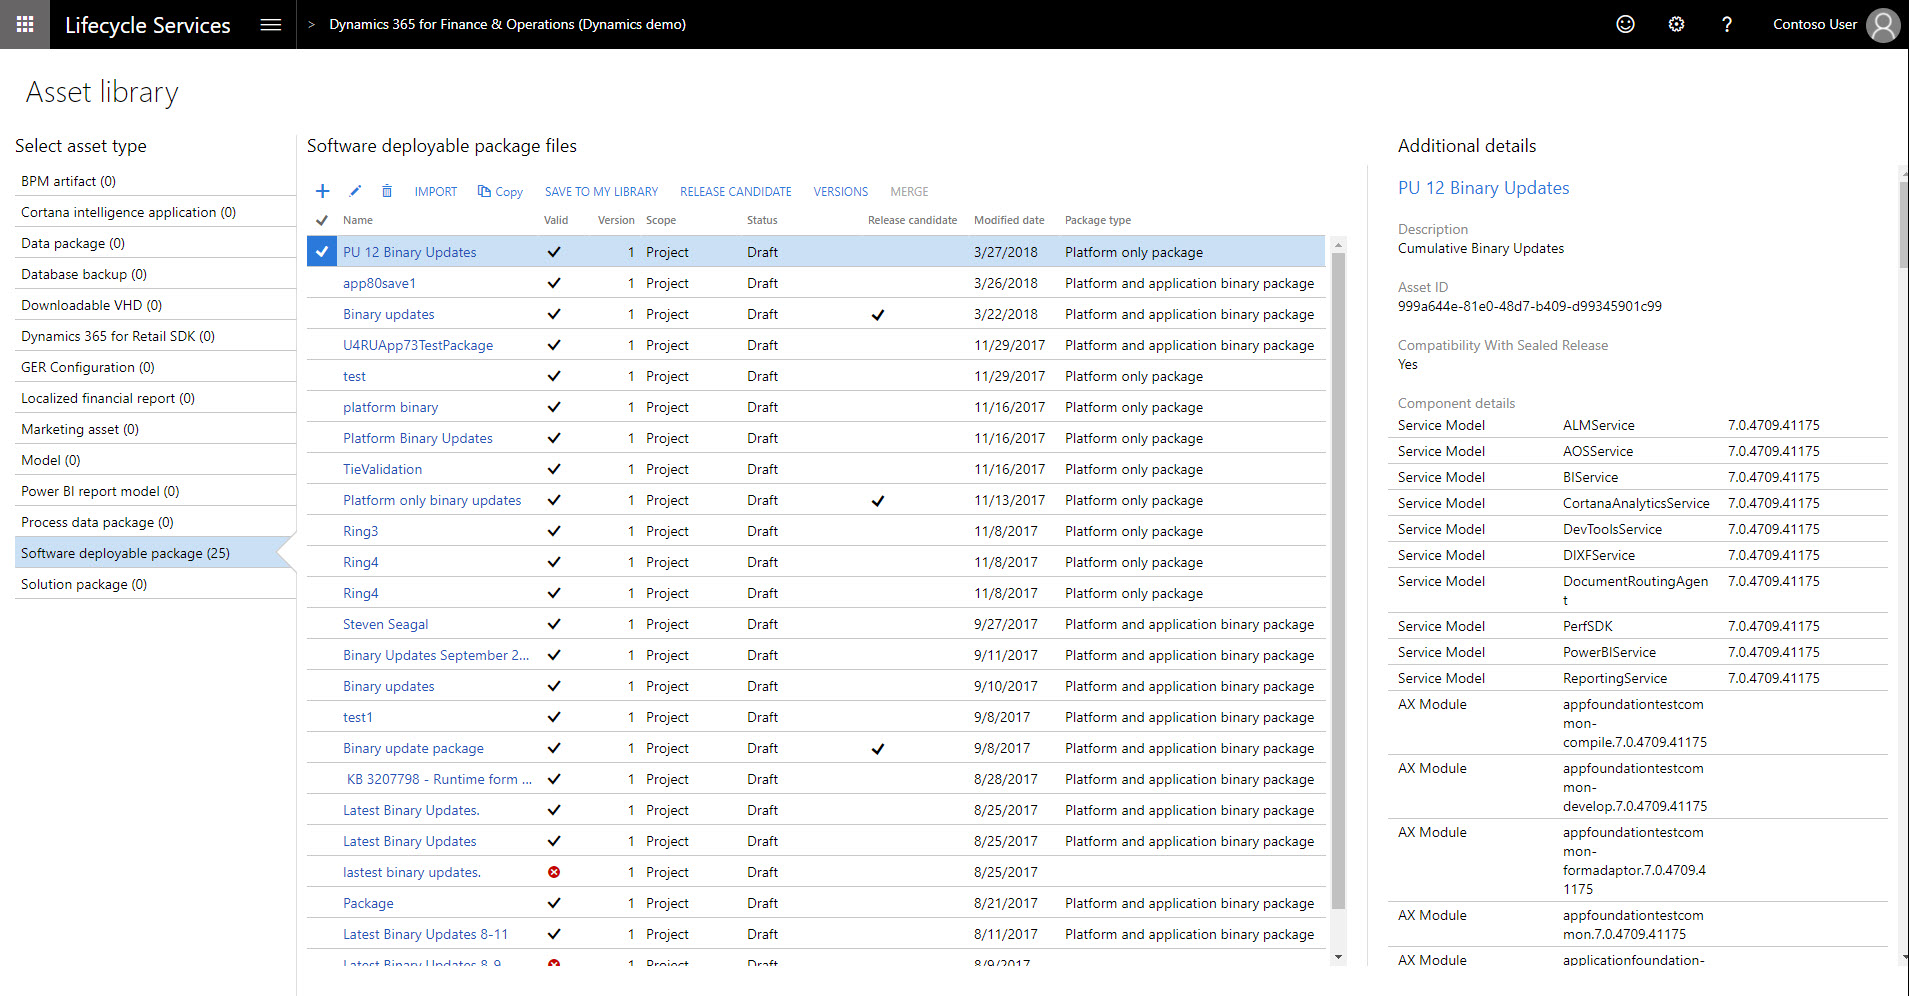 Lifecycle Services > Dynamics 365 for Finance & Operations (Dynamics demo) ? Contoso User
Asset library
Select asset type
BPM artifact (0)
Cortana intelligence application (0)
Data package (0)
Database backup (0)
Downloadable VHD (0)
Dynamics 365 for Retail SDK (0)
GER Configuration (0)
Localized financial report (0)
Marketing asset (0)
Model (0)
Power BI report model (0)
Process data package (0)
Software deployable package (25)
Solution package (0)
Software deployable package files
IMPORT Copy SAVE TO MY LIBRARY RELEASE CANDIDATE VERSIONS MERGE
Name Valid Version Scope Status Release candidate Modified date Package type
PU 12 Binary Updates 1 Project Draft 3/27/2018 Platform only package
app80save1 1 Project Draft 3/26/2018 Platform and application binary package
Binary updates 1 Project Draft 3/22/2018 Platform and application binary package
U4RUApp73TestPackage 1 Project Draft 11/29/2017 Platform and application binary package
test 1 Project Draft 11/29/2017 Platform only package
platform binary 1 Project Draft 11/16/2017 Platform only package
Platform Binary Updates 1 Project Draft 11/16/2017 Platform only package
TieValidation 1 Project Draft 11/16/2017 Platform only package
Platform only binary updates 1 Project Draft 11/13/2017 Platform only package
Ring3 1 Project Draft 11/8/2017 Platform only package
Ring4 1 Project Draft 11/8/2017 Platform only package
Ring4 1 Project Draft 11/8/2017 Platform only package
Steven Seagal 1 Project Draft 9/27/2017 Platform and application binary package
Binary Updates September 2... 1 Project Draft 9/11/2017 Platform and application binary package
Binary updates 1 Project Draft 9/10/2017 Platform and application binary package
test1 1 Project Draft 9/8/2017 Platform and application binary package
Binary update package 1 Project Draft 9/8/2017 Platform and application binary package
KB 3207798 - Runtime form ... 1 Project Draft 8/28/2017 Platform and application binary package
Latest Binary Updates. 1 Project Draft 8/25/2017 Platform and application binary package
Latest Binary Updates 1 Project Draft 8/25/2017 Platform and application binary package
lastest binary updates. 1 Project Draft 8/25/2017
Package 1 Project Draft 8/21/2017 Platform and application binary package
Latest Binary Updates 8-11 1 Project Draft 8/11/2017 Platform and application binary package
Latest Binary Updates 8-9 1 Project Draft 8/9/2017
Additional details
PU 12 Binary Updates
Description
Cumulative Binary Updates
Asset ID
999a644e-81e0-48d7-b409-d99345901c99
Compatibility With Sealed Release
Yes
Component details
Service Model ALMService 7.0.4709.41175
Service Model AOSService 7.0.4709.41175
Service Model BIService 7.0.4709.41175
Service Model CortanaAnalyticsService 7.0.4709.41175
Service Model DevToolsService 7.0.4709.41175
Service Model DIXFService 7.0.4709.41175
Service Model DocumentRoutingAgen 7.0.4709.41175
t
Service Model PerfSDK 7.0.4709.41175
Service Model PowerBIService 7.0.4709.41175
Service Model ReportingService 7.0.4709.41175
AX Module appfoundationtestcom
mon-
compile.7.0.4709.41175
AX Module appfoundationtestcom
mon-
develop.7.0.4709.41175
AX Module appfoundationtestcom
mon-
formadaptor.7.0.4709.4
1175
AX Module appfoundationtestcom
mon.7.0.4709.41175
AX Module applicationfoundation-